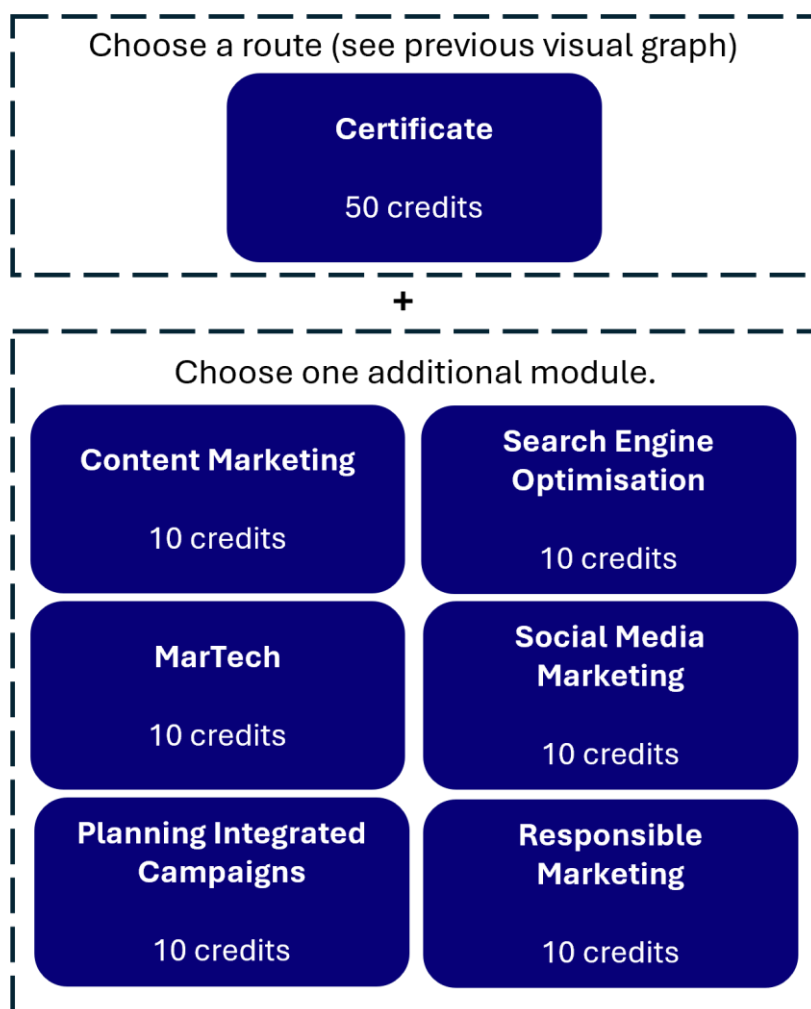 Choose a route (see previous visual graph)
Certificate
50 credits
+
Choose one additional module.
Content Marketing
10 credits
Search Engine
Optimisation
10 credits
MarTech
10 credits
Social Media
Marketing
10 credits
Planning Integrated
Campaigns
10 credits
Responsible
Marketing
10 credits